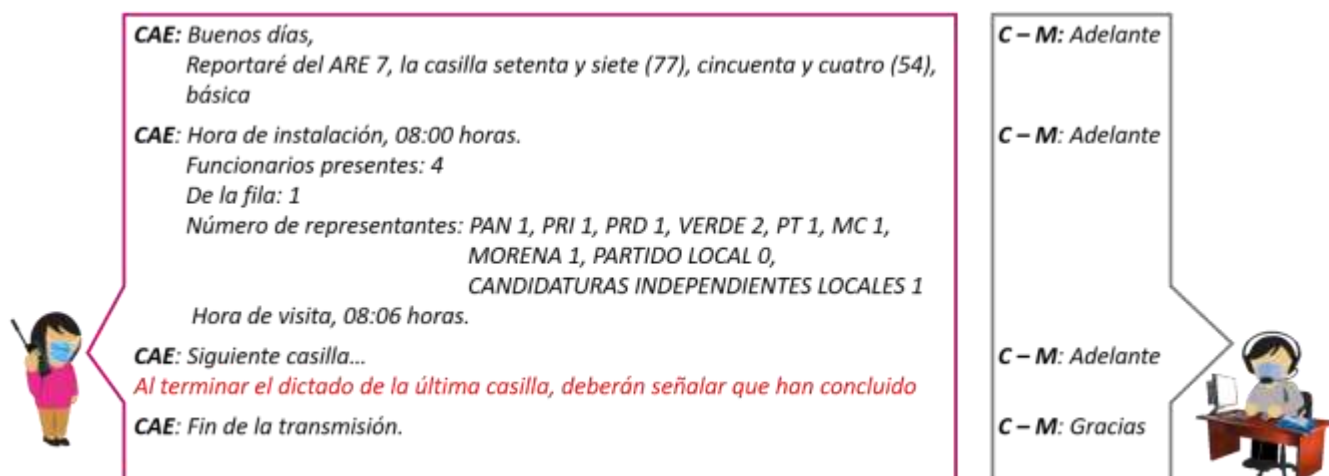 CAE: Buenos días,
Reportaré del ARE 7, la casilla setenta y siete (77), cincuenta y cuatro (54),
básica
C – M: Adelante
CAE: Hora de instalación, 08:00 horas.
Funcionarios presentes: 4
De la fila: 1
Número de representantes: PAN 1, PRI 1, PRD 1, VERDE 2, PT 1, MC 1,
MORENA 1, PARTIDO LOCAL 0,
CANDIDATURAS INDEPENDIENTES LOCALES 1
Hora de visita, 08:06 horas.
C – M: Adelante
CAE: Siguiente casilla...
C – M: Adelante
Al terminar el dictado de la última casilla, deberán señalar que han concluido
CAE: Fin de la transmisión.
C – M: Gracias